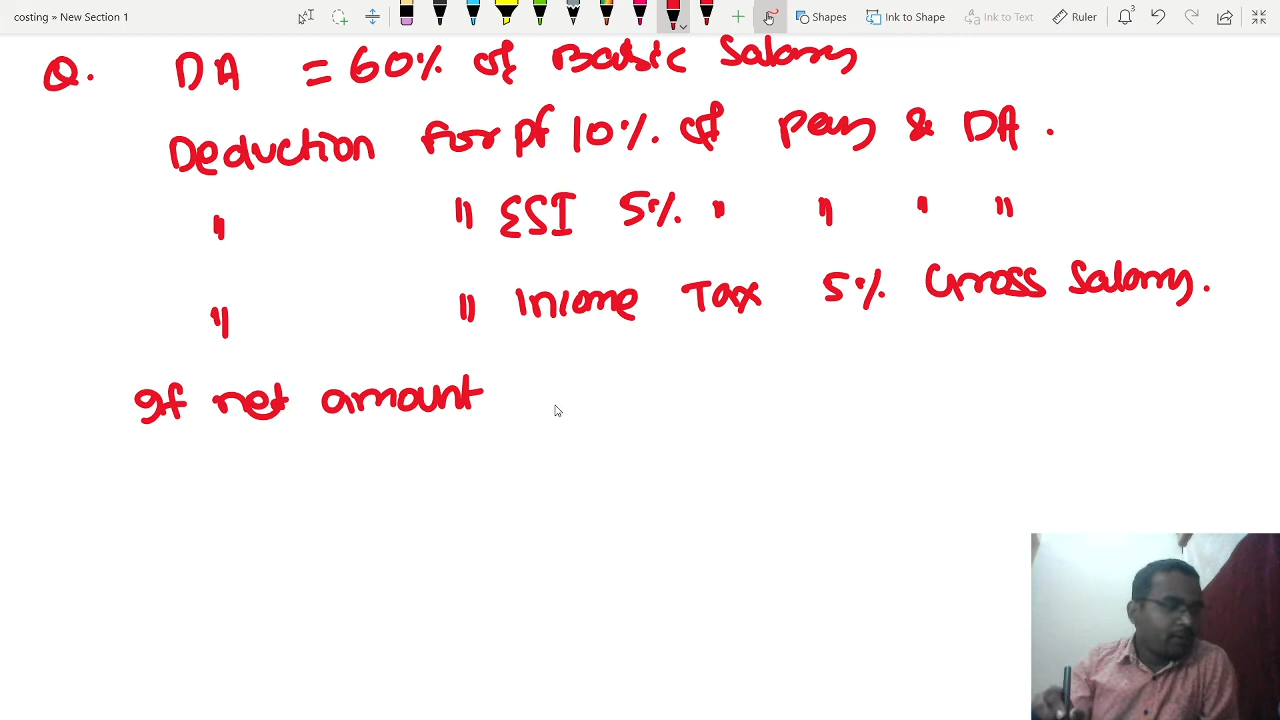 costing » New Section 1
Shapes Ink to Shape Ink to Text Ruler
Q. DA = 60% of Basic Salary
Deduction for pf 10% of pay & DA.
" " ESI 5% " " " "
" " Income Tax 5% Gross Salary.
If net amount